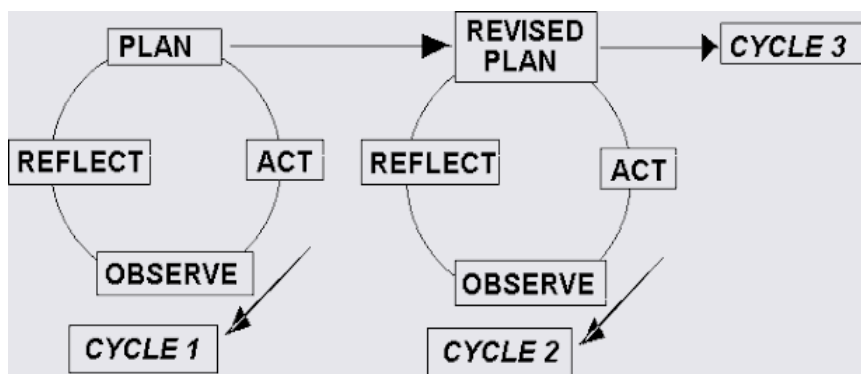 PLAN
REVISED
PLAN
CYCLE 3
REFLECT
ACT
REFLECT
ACT
OBSERVE
OBSERVE
CYCLE 1
CYCLE 2